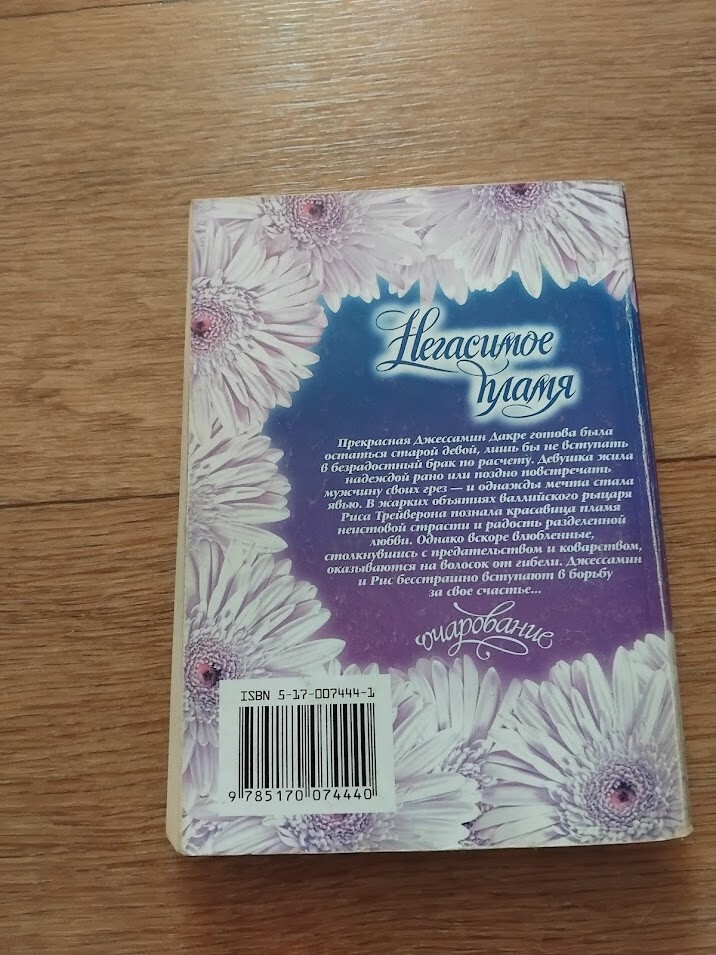 Негасимое
пламя
Прекрасная Джессамин Дакре готова была
остаться старой девой, лишь бы не вступать
в безрадостный брак по расчету. Девушка жила
надеждой рано или поздно повстречать
мужчину своих грез — и однажды мечта стала
явью. В жарких объятиях валлийского рыцаря
Риса Трейверона познала красавица пламя
неистовой страсти и радость разделенной
любви. Однако вскоре влюбленные,
столкнувшись с предательством и коварством,
оказываются на волосок от гибели. Джессамин
и Рис бесстрашно вступают в борьбу
за свое счастье...
очарование
ISBN 5-17-007444-1
9 785170 074440